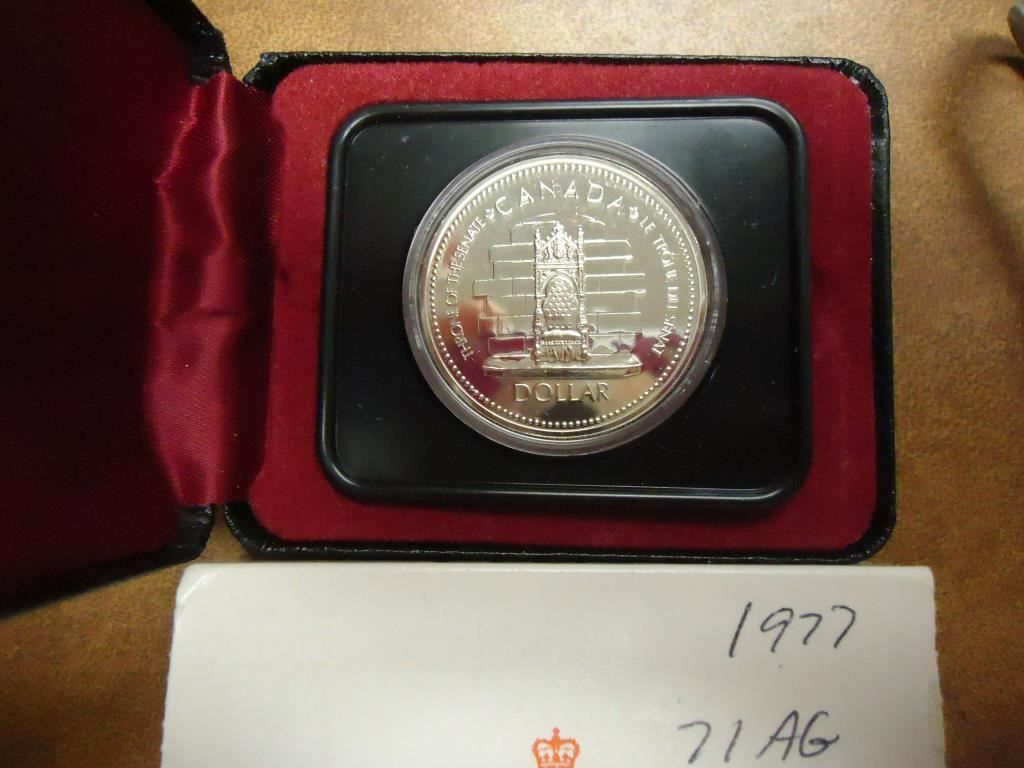 CANADA
THRONE OF THE SENATE
LE TRÔNE DU SÉNAT
DOLLAR
1977
71 AG